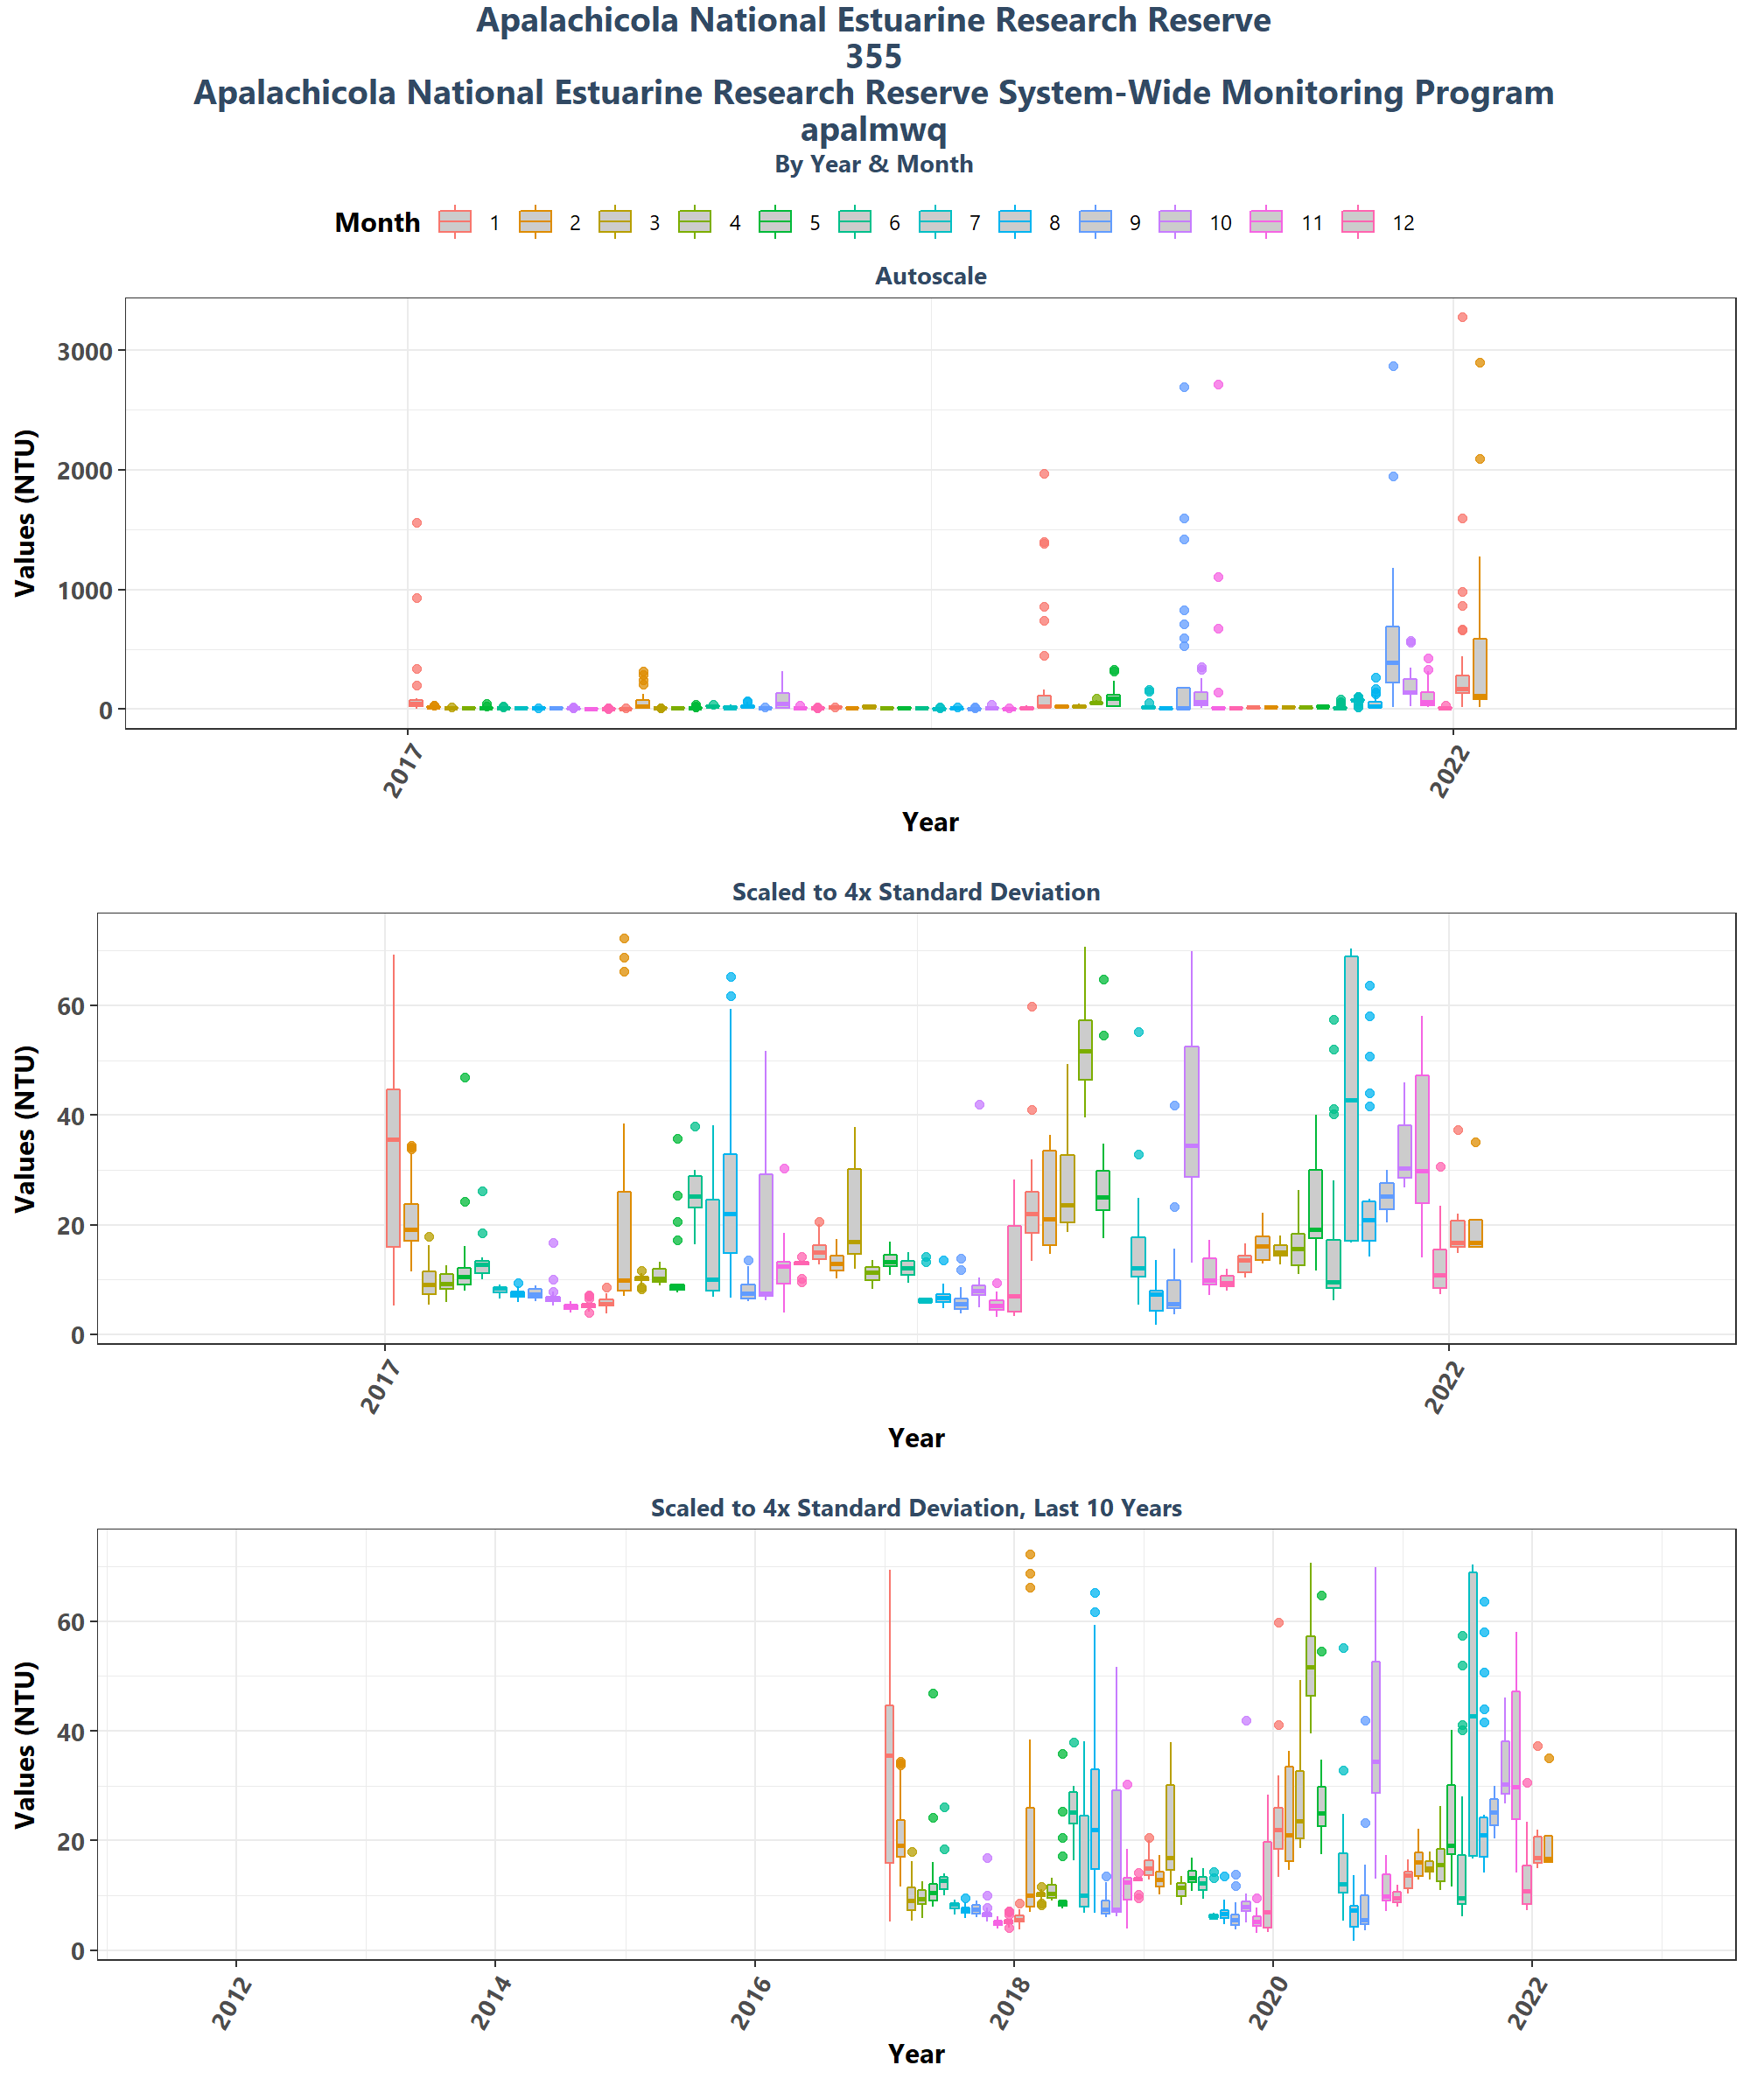 Apalachicola National Estuarine Research Reserve
355
Apalachicola National Estuarine Research Reserve System-Wide Monitoring Program
apalmwq
By Year & Month
Month 1 2 3 4 5 6 7 8 9 10 11 12
Autoscale
Values (NTU)
3000
2000
1000
0
2017 2022
Year
Scaled to 4x Standard Deviation
Values (NTU)
60
40
20
0
2017 2022
Year
Scaled to 4x Standard Deviation, Last 10 Years
Values (NTU)
60
40
20
0
2012 2014 2016 2018 2020 2022
Year